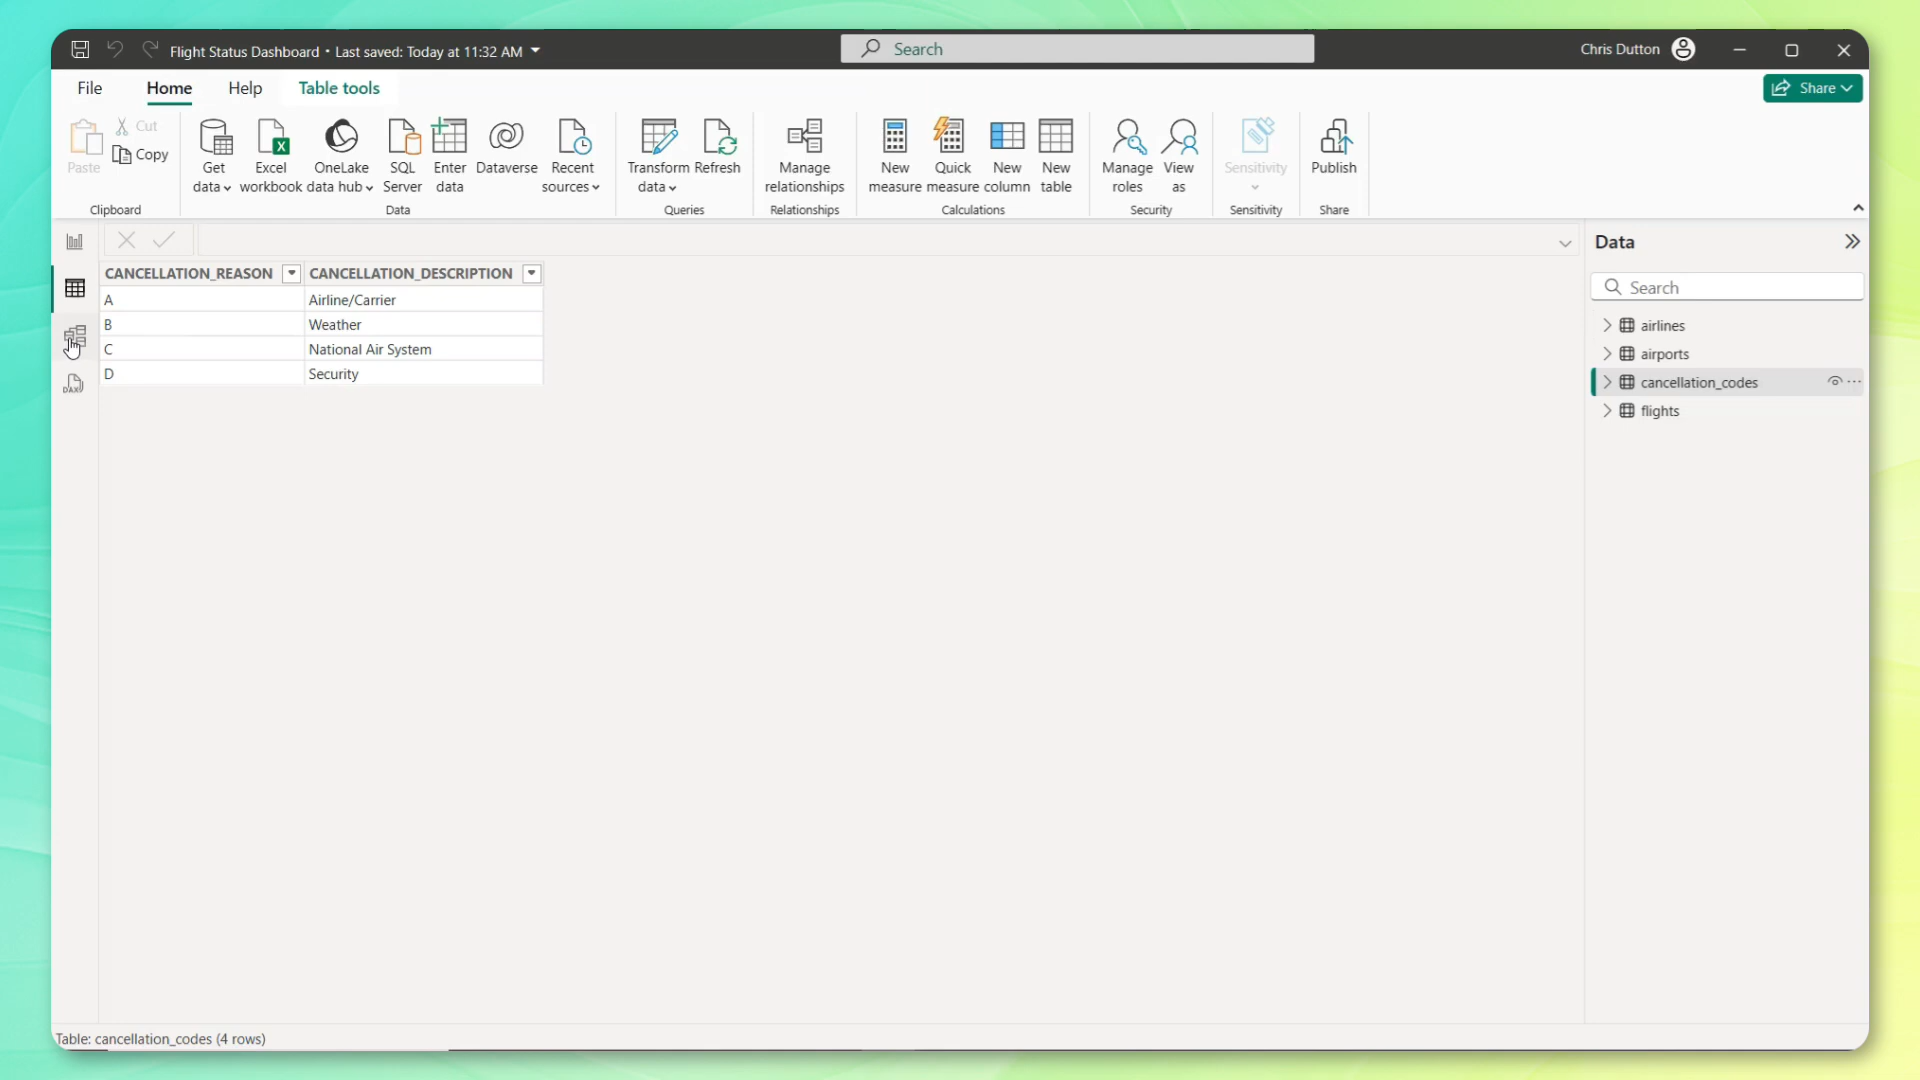 Flight Status Dashboard • Last saved: Today at 11:32 AM
Search
Chris Dutton
File Home Help Table tools
Share
Paste
Cut
Copy
Clipboard
Get data
Excel workbook
OneLake data hub
SQL Server
Enter data
Dataverse
Recent sources
Data
Transform data
Refresh
Queries
Manage relationships
Relationships
New measure
Quick measure
New column
New table
Calculations
Manage roles
View as
Security
Sensitivity
Sensitivity
Publish
Share
X
DAX
CANCELLATION_REASON CANCELLATION_DESCRIPTION
A Airline/Carrier
B Weather
C National Air System
D Security
Data
Search
airlines
airports
cancellation_codes
flights
Table: cancellation_codes (4 rows)